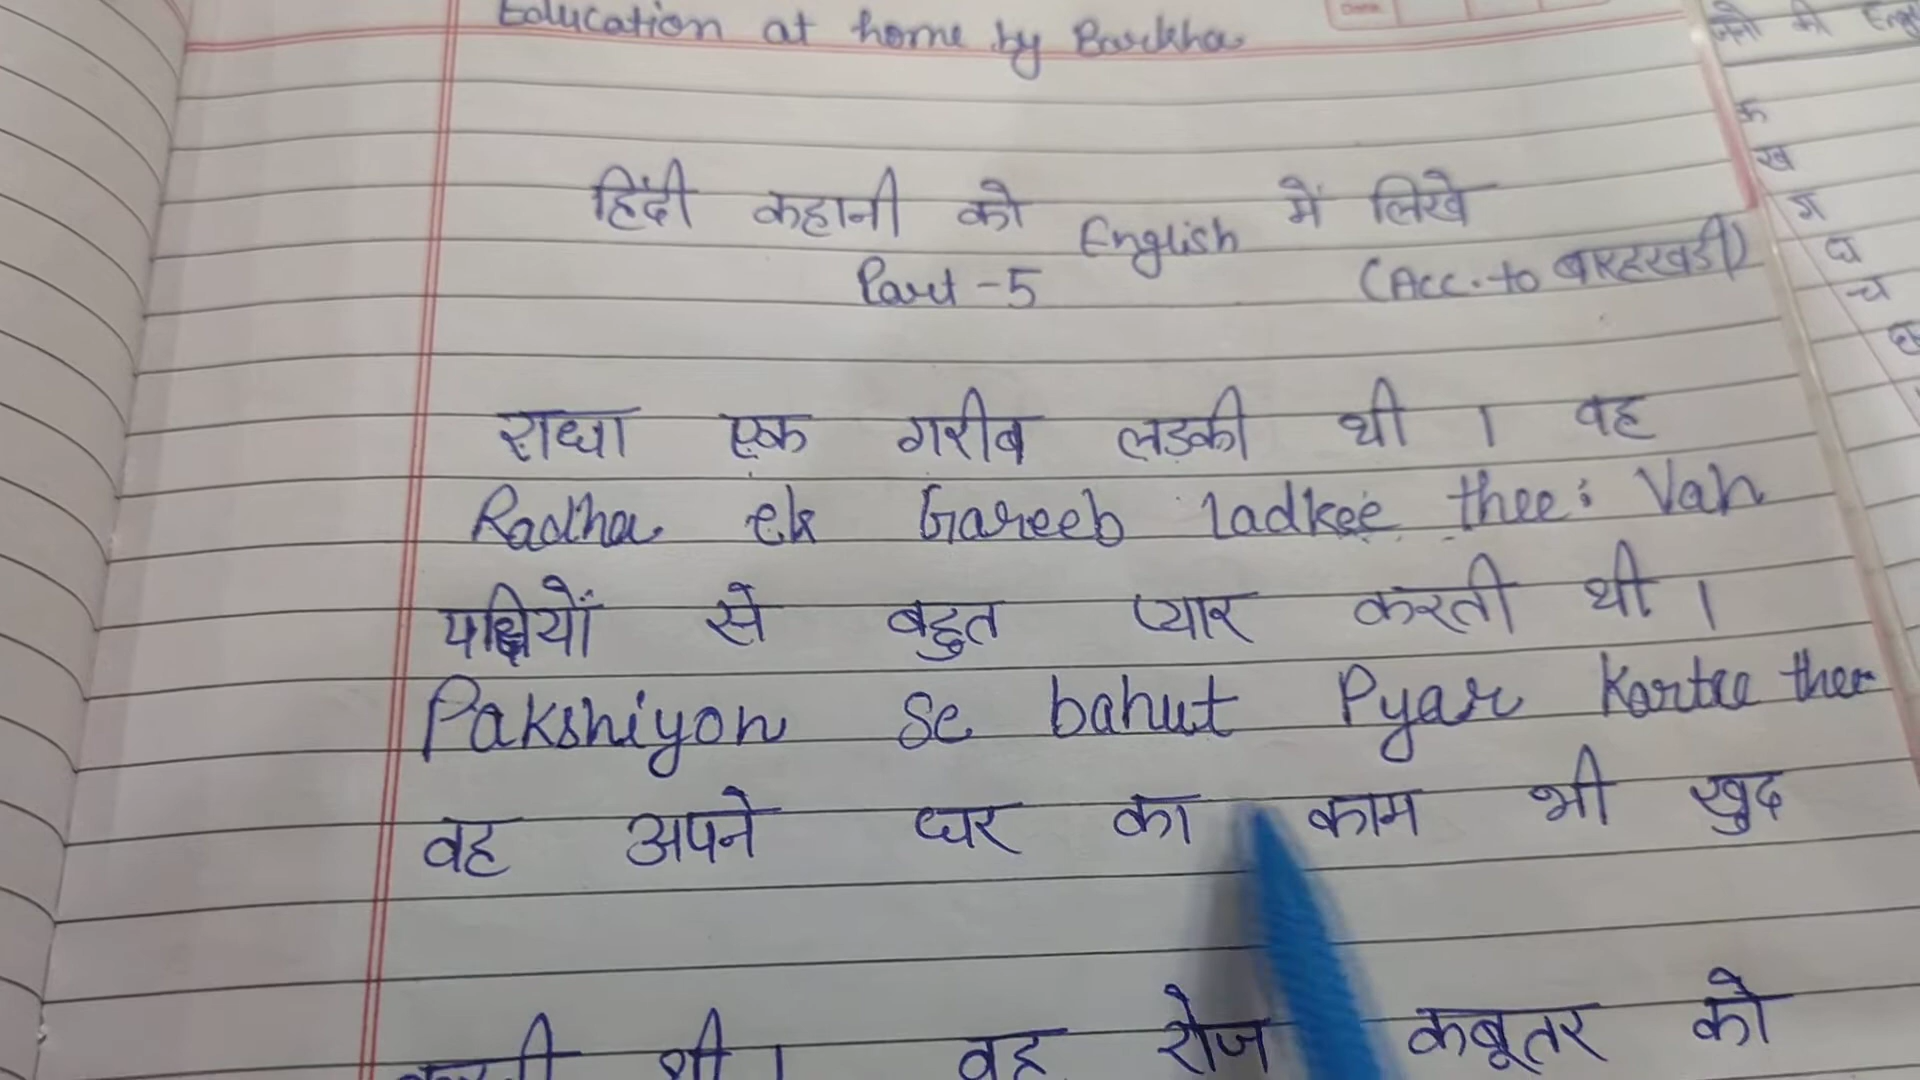 Education at home by Barkha
हिंदी कहानी को English में लिखे
Part-5 (Acc. to बारहखडी)
राधा एक गरीब लड़की थी । वह
Radha ek Gareeb ladkee thee: Vah
पक्षियों से बहुत प्यार करती थी ।
Pakshiyon se bahut Pyar Kartee thee
वह अपने घर का काम भी खुद
थी । वह रोज कबूतर को
क
ख
ग
घ
च